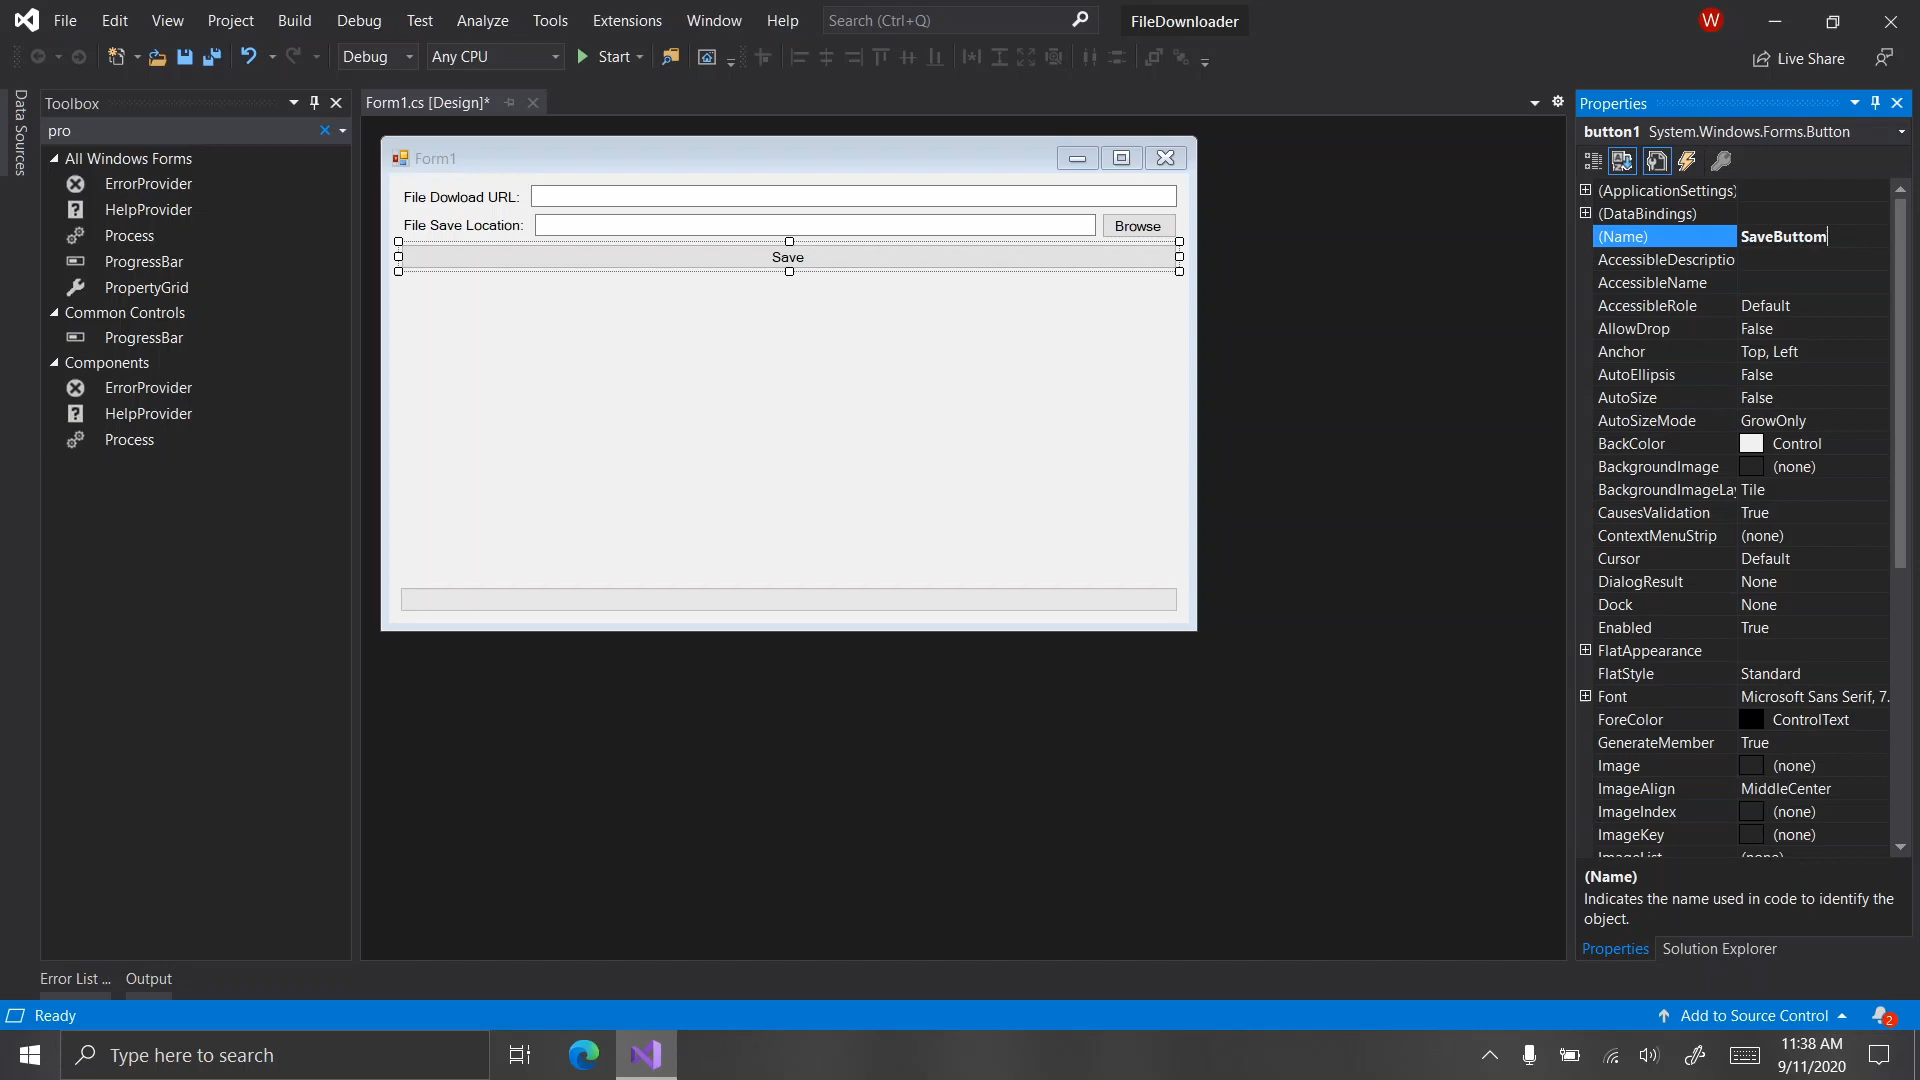 File Edit View Project Build Debug Test Analyze Tools Extensions Window Help Search (Ctrl+Q) FileDownloader W
Debug Any CPU Start Live Share
Data Sources
Toolbox
pro
All Windows Forms
ErrorProvider
HelpProvider
Process
ProgressBar
PropertyGrid
Common Controls
ProgressBar
Components
ErrorProvider
HelpProvider
Process
Form1.cs [Design]*
Form1
File Dowload URL:
File Save Location: Browse
Save
Properties
button1 System.Windows.Forms.Button
(ApplicationSettings)
(DataBindings)
(Name) SaveButtom
AccessibleDescriptio
AccessibleName
AccessibleRole Default
AllowDrop False
Anchor Top, Left
AutoEllipsis False
AutoSize False
AutoSizeMode GrowOnly
BackColor Control
BackgroundImage (none)
BackgroundImageLay Tile
CausesValidation True
ContextMenuStrip (none)
Cursor Default
DialogResult None
Dock None
Enabled True
FlatAppearance
FlatStyle Standard
Font Microsoft Sans Serif, 7.
ForeColor ControlText
GenerateMember True
Image (none)
ImageAlign MiddleCenter
ImageIndex (none)
ImageKey (none)
ImageList (none)
(Name)
Indicates the name used in code to identify the
object.
Properties Solution Explorer
Error List ... Output
Ready Add to Source Control 2
Type here to search
11:38 AM
9/11/2020